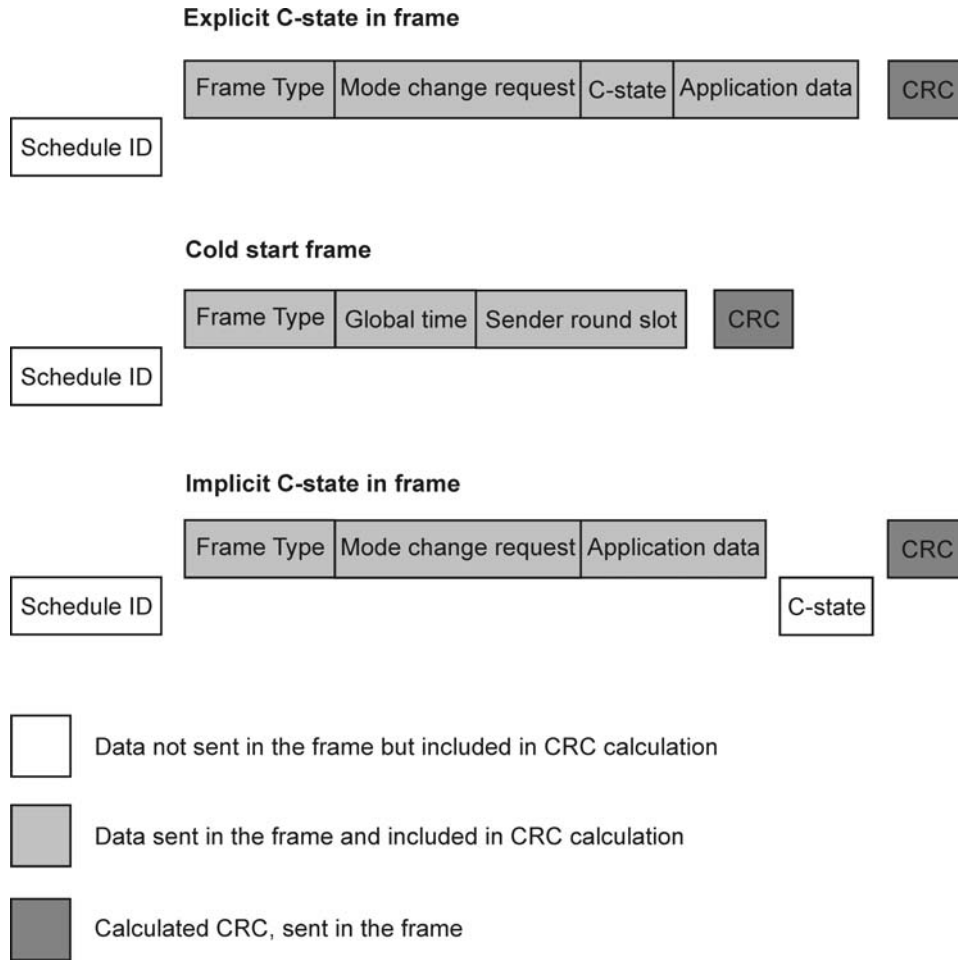 Explicit C-state in frame
Frame Type Mode change request C-state Application data CRC
Schedule ID
Cold start frame
Frame Type Global time Sender round slot CRC
Schedule ID
Implicit C-state in frame
Frame Type Mode change request Application data CRC
Schedule ID C-state
Data not sent in the frame but included in CRC calculation
Data sent in the frame and included in CRC calculation
Calculated CRC, sent in the frame